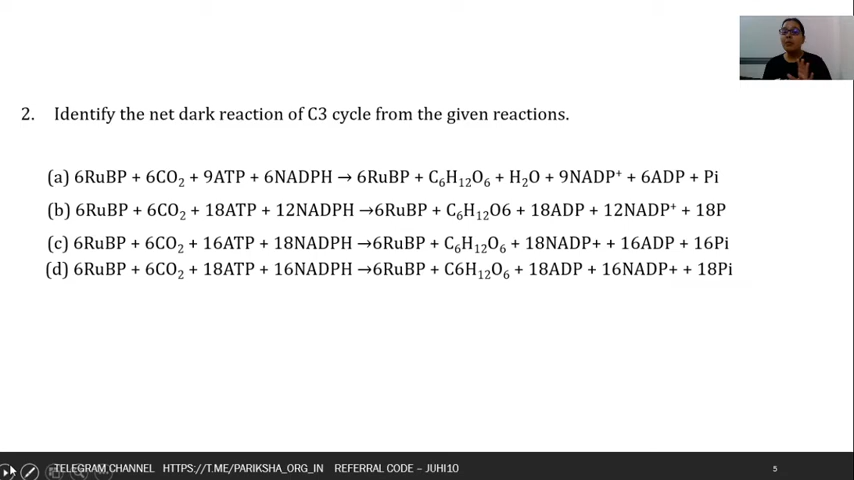 2. Identify the net dark reaction of C3 cycle from the given reactions.
(a) 6RuBP + 6CO₂ + 9ATP + 6NADPH → 6RuBP + C₆H₁₂O₆ + H₂O + 9NADP⁺ + 6ADP + Pi
(b) 6RuBP + 6CO₂ + 18ATP + 12NADPH →6RuBP + C₆H₁₂O6 + 18ADP + 12NADP⁺ + 18P
(c) 6RuBP + 6CO₂ + 16ATP + 18NADPH →6RuBP + C₆H₁₂O₆ + 18NADP+ + 16ADP + 16Pi
(d) 6RuBP + 6CO₂ + 18ATP + 16NADPH →6RuBP + C6H₁₂O₆ + 18ADP + 16NADP+ + 18Pi
TELEGRAM CHANNEL HTTPS://T.ME/PARIKSHA_ORG_IN REFERRAL CODE – JUHI10 5